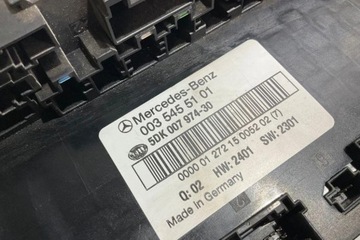 Mercedes-Benz
003 545 51 01
5DK 007 974-30
0000 01 272 15 0052 02 (7)
Q: 02 HW: 2401 SW: 2301
Made in Germany